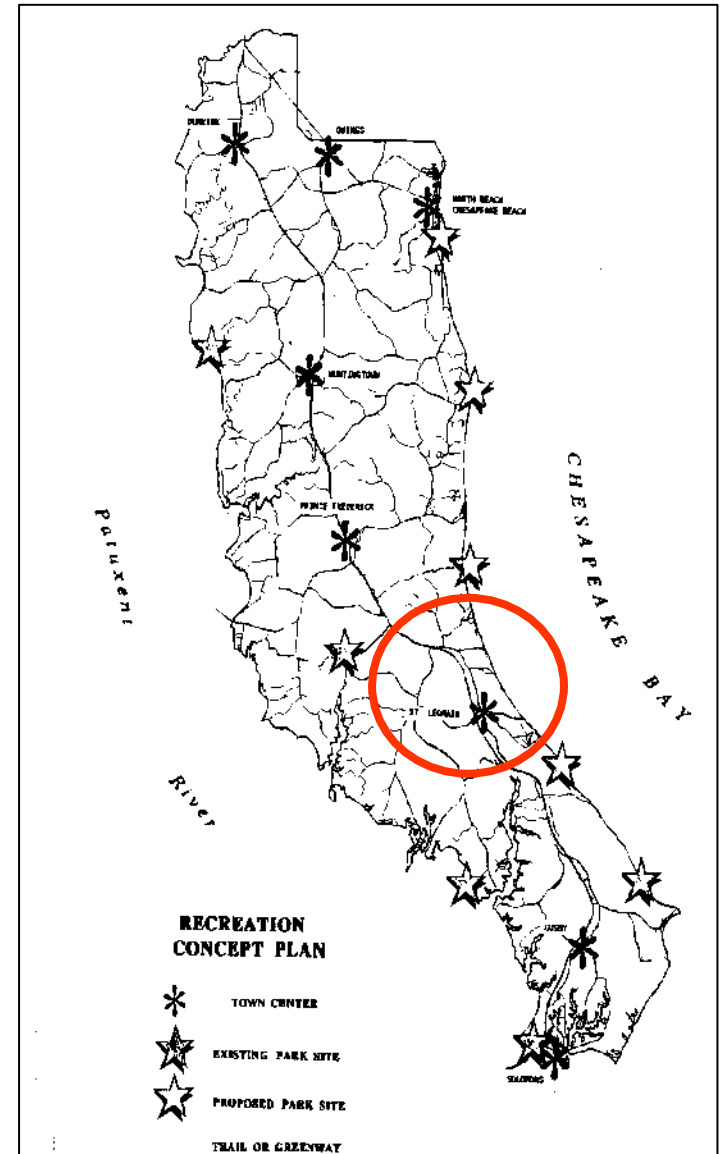 DUNKIRK
OWINGS
NORTH BEACH
CHESAPEAKE BEACH
HUNTINGTOWN
PRINCE FREDERICK
CHESAPEAKE BAY
Patuxent
ST LEONARD
River
LUSBY
SOLOMONS
RECREATION
CONCEPT PLAN
TOWN CENTER
EXISTING PARK SITE
PROPOSED PARK SITE
TRAIL OR GREENWAY